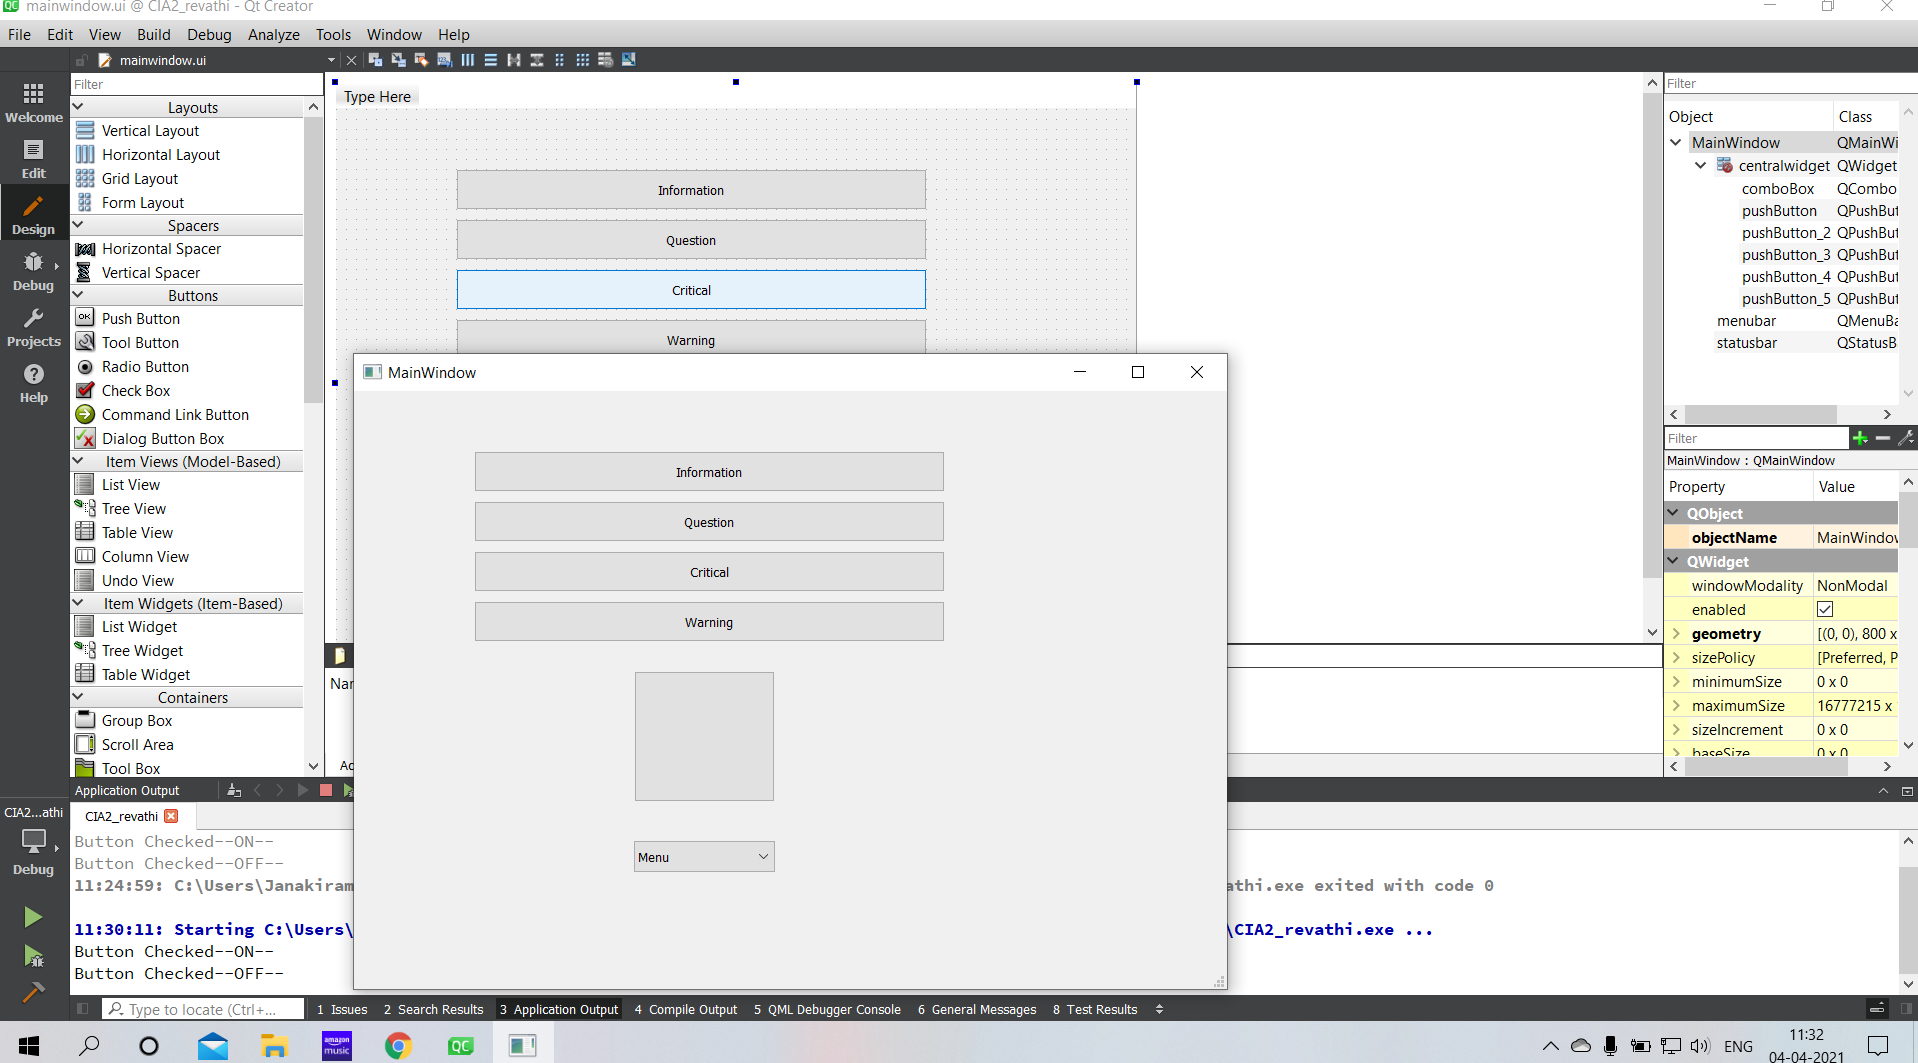 mainwindow.ui @ CIA2_revathi - Qt Creator
File Edit View Build Debug Analyze Tools Window Help
mainwindow.ui
Welcome
Edit
Design
Debug
Projects
Help
CIA2...athi
Debug
Filter
Layouts
Vertical Layout
Horizontal Layout
Grid Layout
Form Layout
Spacers
Horizontal Spacer
Vertical Spacer
Buttons
OK Push Button
Tool Button
Radio Button
Check Box
Command Link Button
Dialog Button Box
Item Views (Model-Based)
List View
Tree View
Table View
Column View
Undo View
Item Widgets (Item-Based)
List Widget
Tree Widget
Table Widget
Containers
Group Box
Scroll Area
Tool Box
Type Here
Information
Question
Critical
Warning
MainWindow
Information
Question
Critical
Warning
Menu
Nar
Ac
Filter
Object Class
MainWindow QMainWi
centralwidget QWidget
comboBox QCombo
pushButton QPushBut
pushButton_2 QPushBut
pushButton_3 QPushBut
pushButton_4 QPushBut
pushButton_5 QPushBut
menubar QMenuBa
statusbar QStatusB
Filter
MainWindow : QMainWindow
Property Value
QObject
objectName MainWindow
QWidget
windowModality NonModal
enabled
geometry [(0, 0), 800 x
sizePolicy [Preferred, P
minimumSize 0 x 0
maximumSize 16777215 x
sizeIncrement 0 x 0
baseSize 0 x 0
Application Output
CIA2_revathi
Button Checked--ON--
Button Checked--OFF--
11:24:59: C:\Users\Janakiram athi.exe exited with code 0
11:30:11: Starting C:\Users\ \CIA2_revathi.exe ...
Button Checked--ON--
Button Checked--OFF--
Type to locate (Ctrl+... 1 Issues 2 Search Results 3 Application Output 4 Compile Output 5 QML Debugger Console 6 General Messages 8 Test Results
amazon music
QC
ENG
11:32
04-04-2021